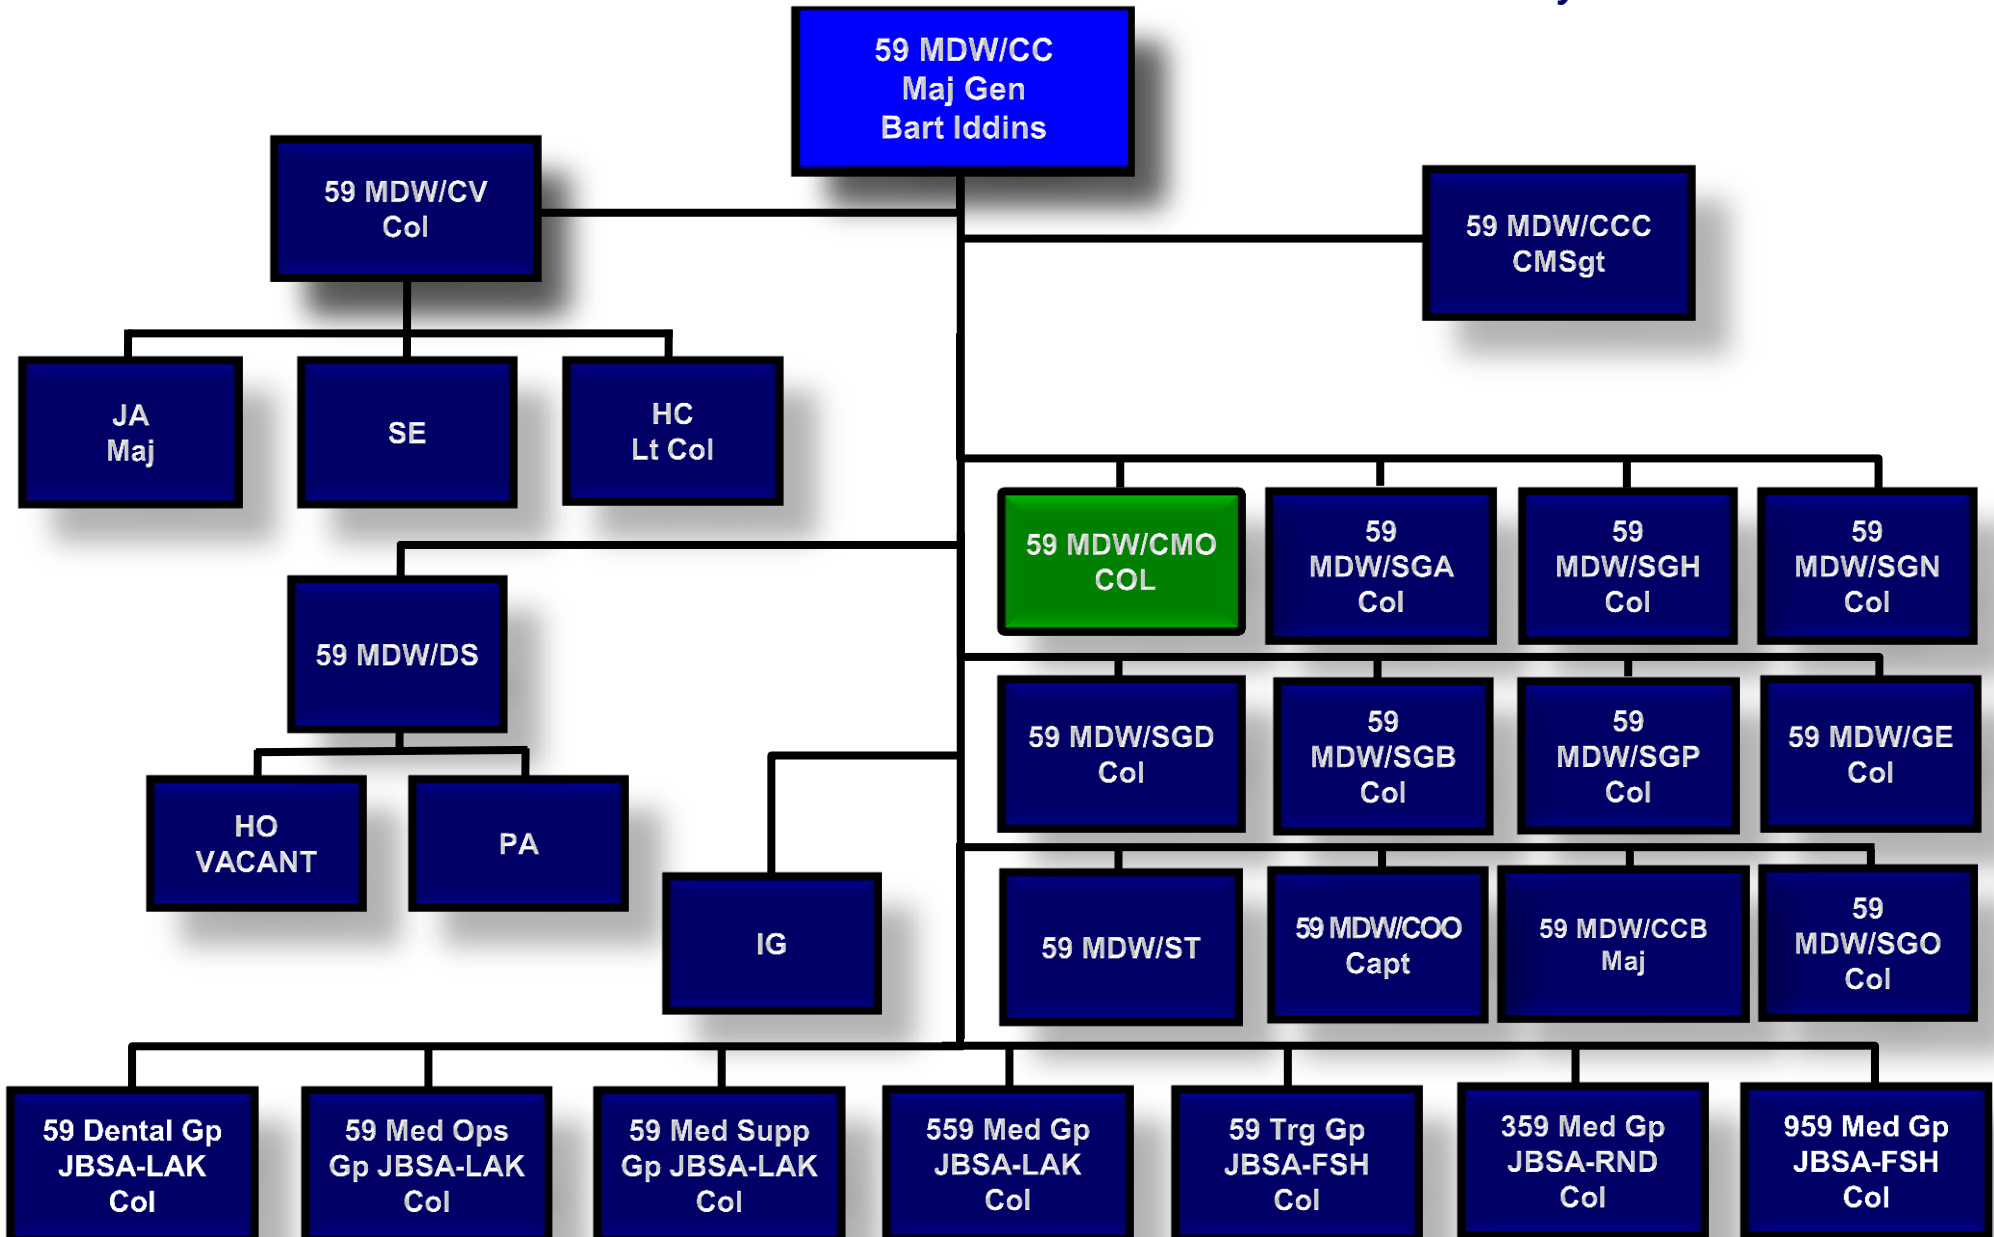 59 MDW/CC
Maj Gen
Bart Iddins
59 MDW/CV
Col
59 MDW/CCC
CMSgt
JA
Maj
SE
HC
Lt Col
59 MDW/CMO
COL
59
MDW/SGA
Col
59
MDW/SGH
Col
59
MDW/SGN
Col
59 MDW/DS
59 MDW/SGD
Col
59
MDW/SGB
Col
59
MDW/SGP
Col
59 MDW/GE
Col
HO
VACANT
PA
IG
59 MDW/ST
59 MDW/COO
Capt
59 MDW/CCB
Maj
59
MDW/SGO
Col
59 Dental Gp
JBSA-LAK
Col
59 Med Ops
Gp JBSA-LAK
Col
59 Med Supp
Gp JBSA-LAK
Col
559 Med Gp
JBSA-LAK
Col
59 Trg Gp
JBSA-FSH
Col
359 Med Gp
JBSA-RND
Col
959 Med Gp
JBSA-FSH
Col